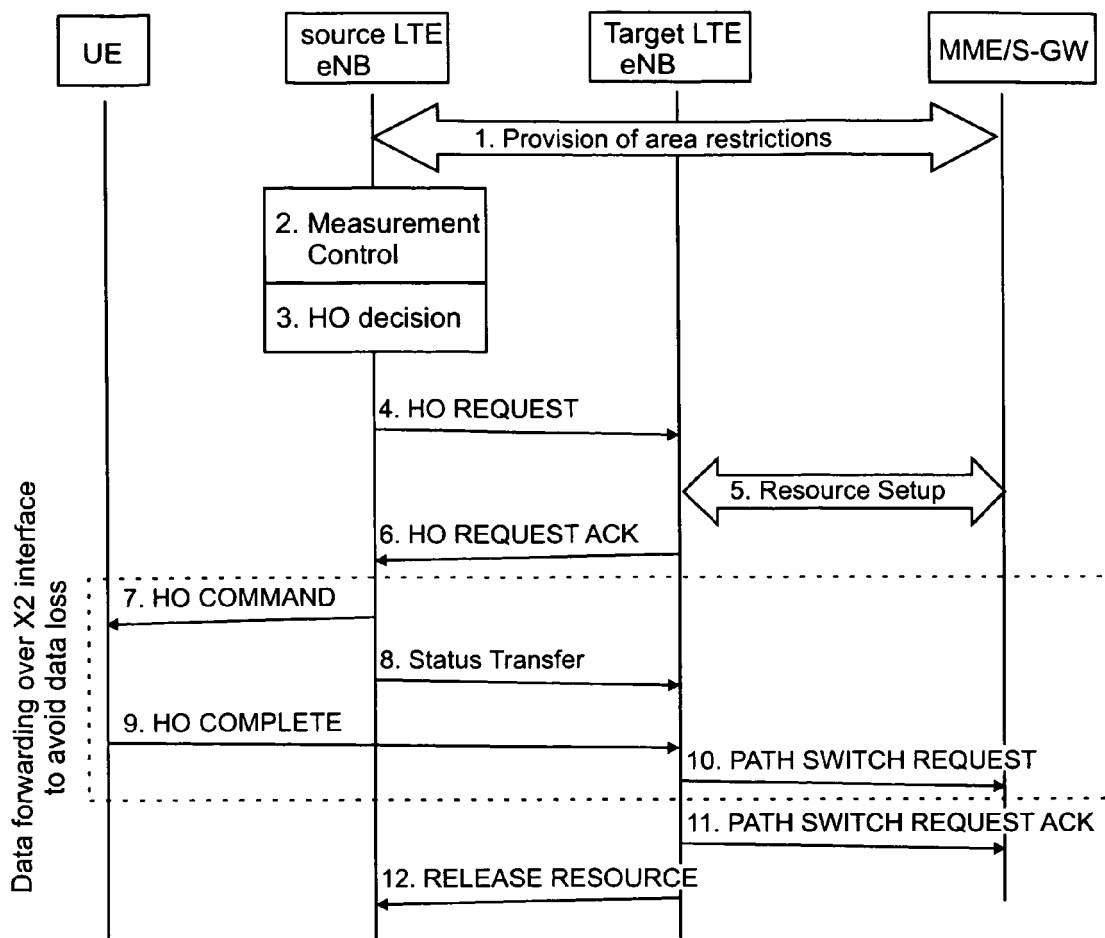 UE
source LTE
eNB
Target LTE
eNB
MME/S-GW
1. Provision of area restrictions
2. Measurement
Control
3. HO decision
4. HO REQUEST
5. Resource Setup
6. HO REQUEST ACK
Data forwarding over X2 interface
to avoid data loss
7. HO COMMAND
8. Status Transfer
9. HO COMPLETE
10. PATH SWITCH REQUEST
11. PATH SWITCH REQUEST ACK
12. RELEASE RESOURCE